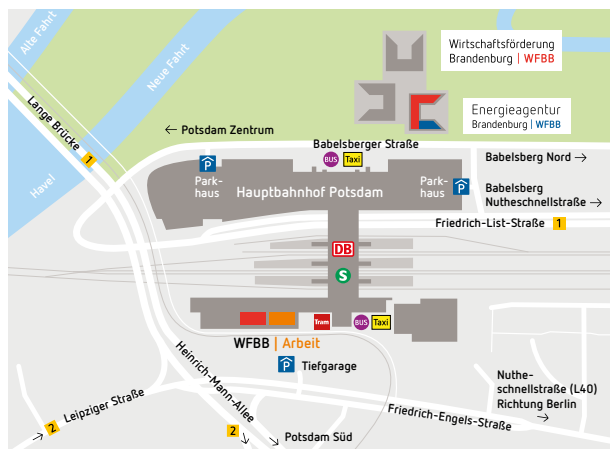 Alte Fahrt
Neue Fahrt
Wirtschaftsförderung
Brandenburg | WFBB
Energieagentur
Brandenburg | WFBB
Lange Brücke
1
Havel
← Potsdam Zentrum
Babelsberger Straße
BUS
Taxi
Babelsberg Nord →
P
Park-
haus
Hauptbahnhof Potsdam
Park-
haus
P
Babelsberg
Nutheschnellstraße →
Friedrich-List-Straße
1
DB
S
Tram
BUS
Taxi
WFBB | Arbeit
P
Tiefgarage
Heinrich-Mann-Allee
2
Leipziger Straße
2
Potsdam Süd
Friedrich-Engels-Straße
Nuthe-
schnellstraße (L40)
Richtung Berlin
→